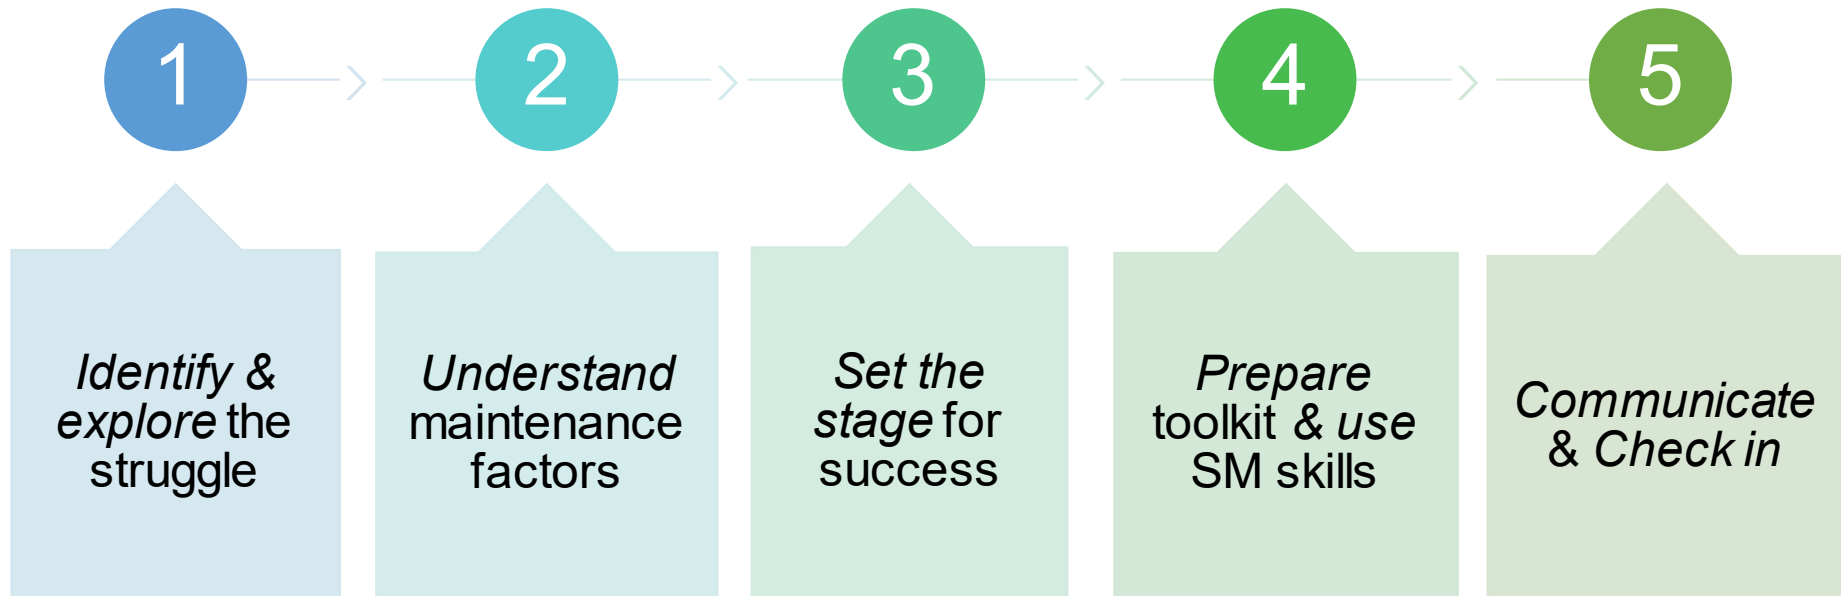 1
2
3
4
5
Identify &
explore the
struggle
Understand
maintenance
factors
Set the
stage for
success
Prepare
toolkit & use
SM skills
Communicate
& Check in